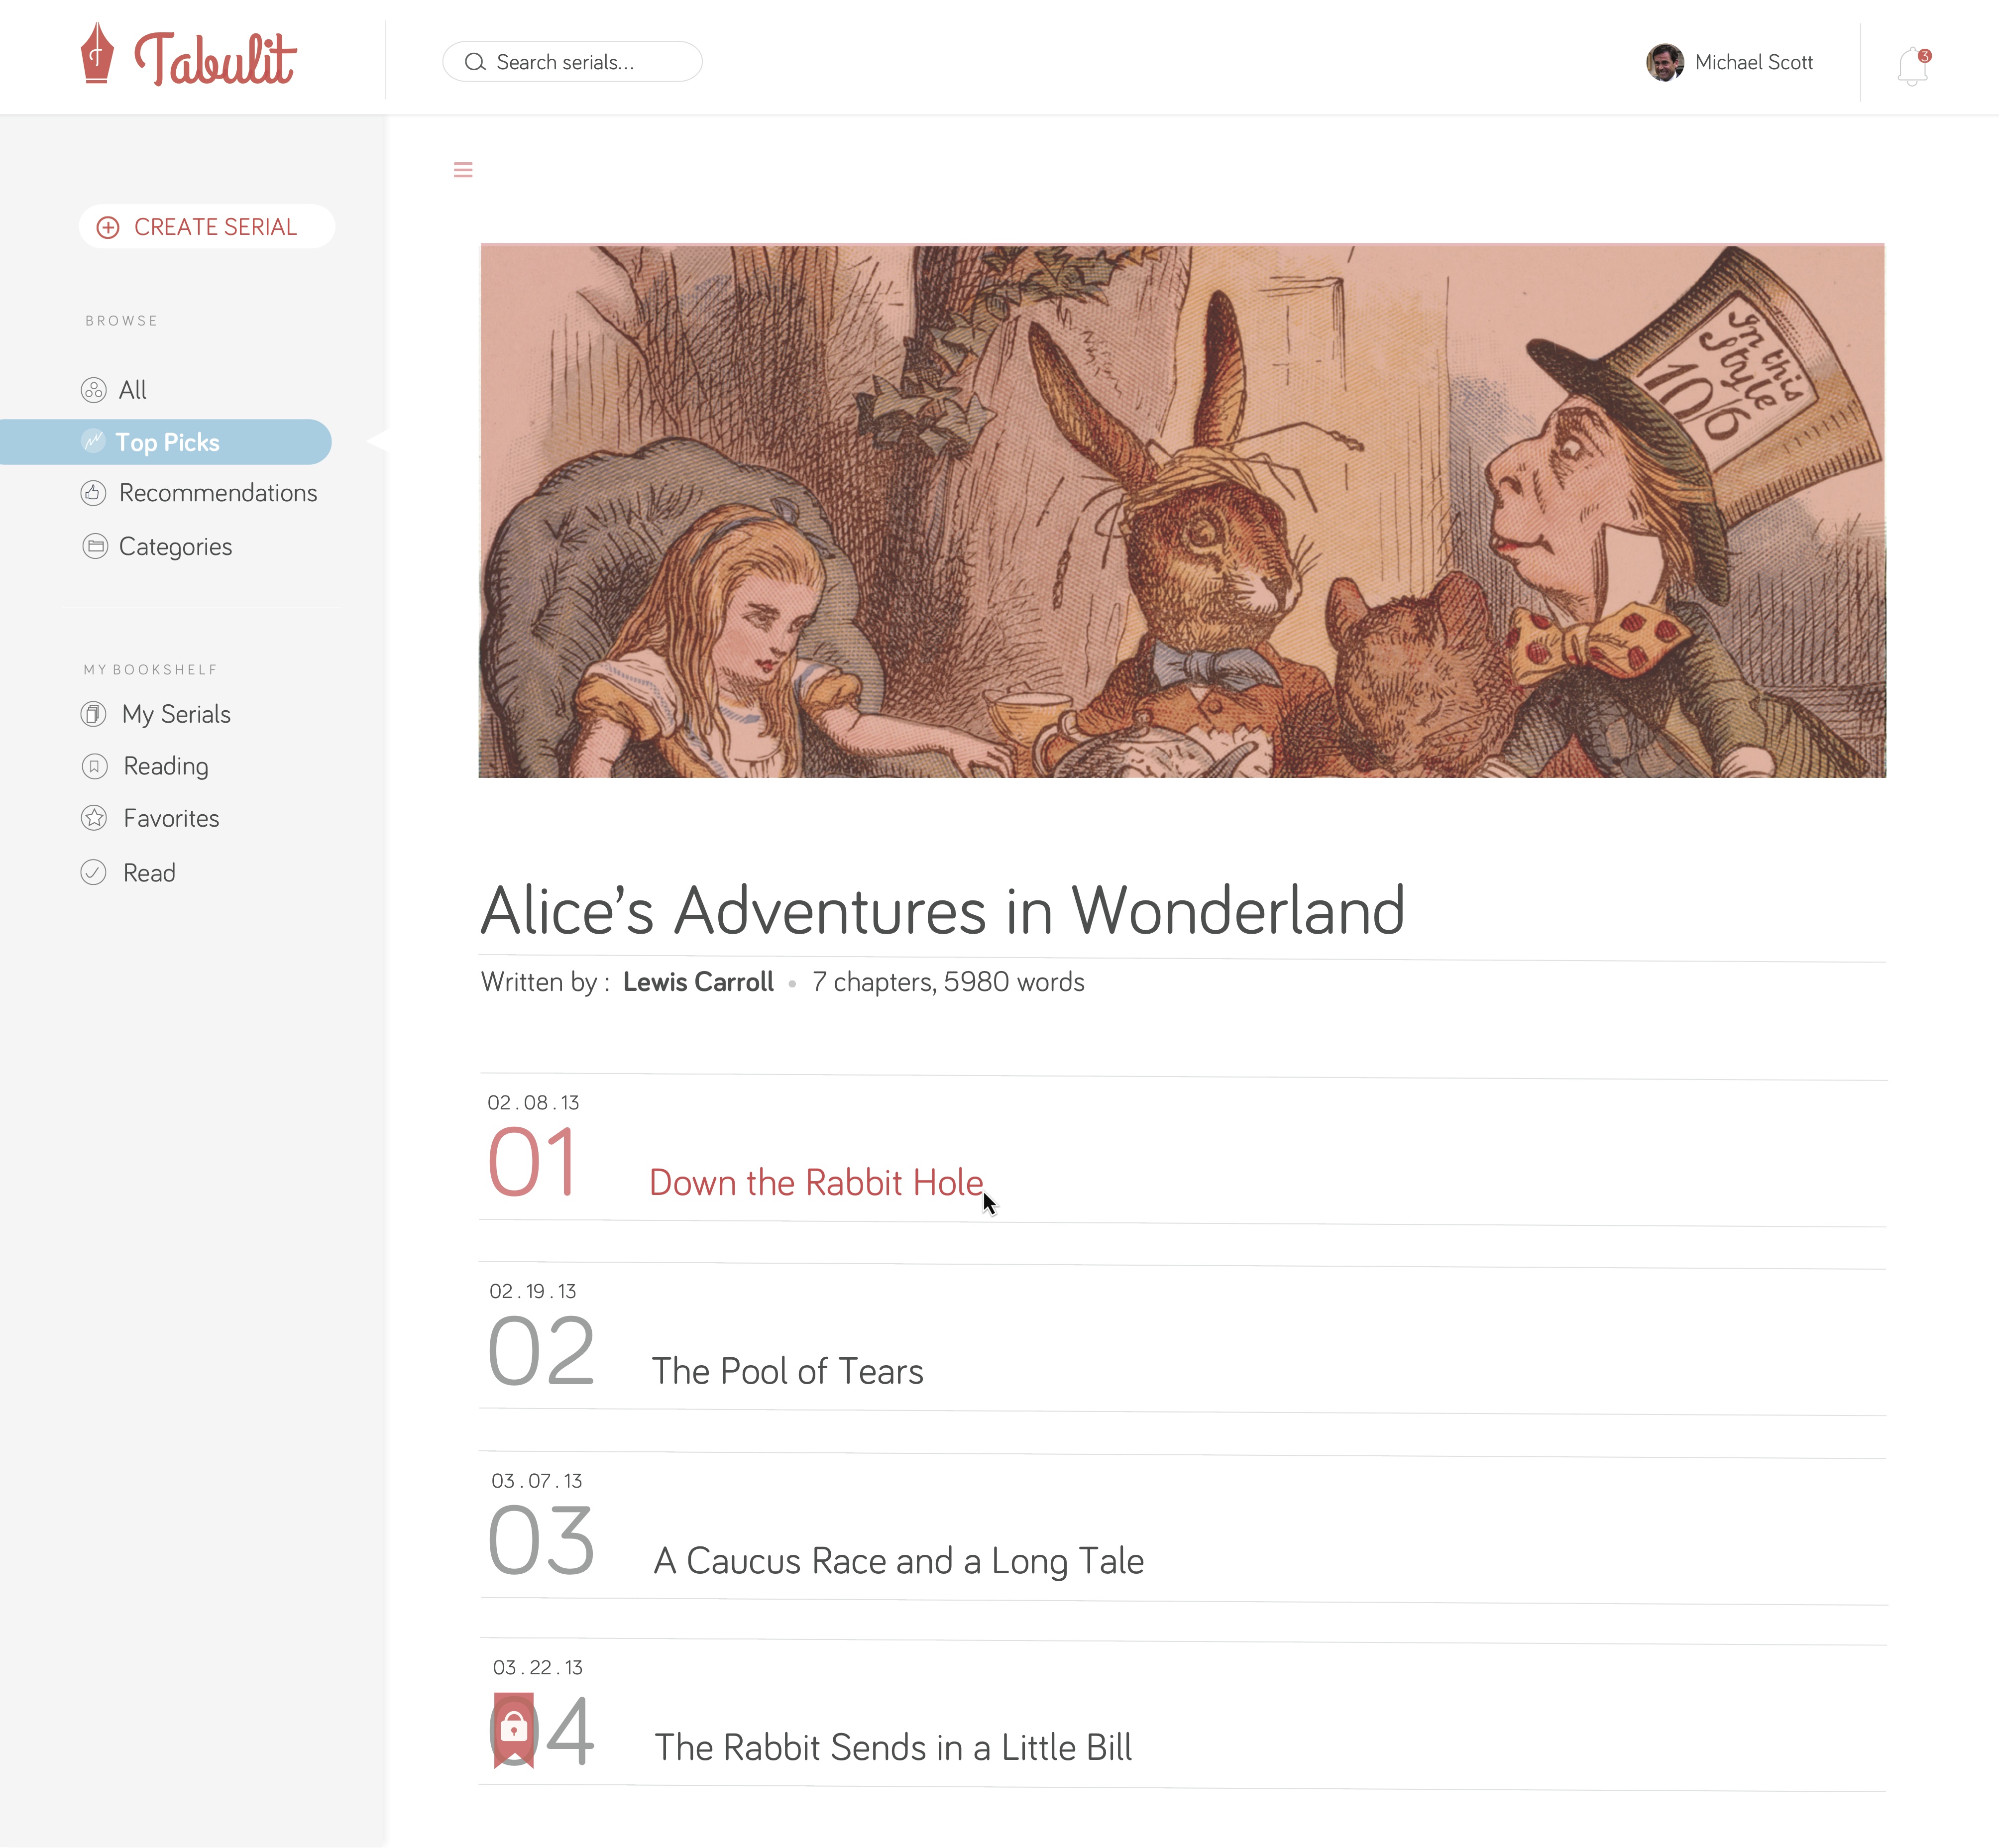 Tabulit
Search serials...
Michael Scott
3
CREATE SERIAL
BROWSE
All
Top Picks
Recommendations
Categories
MY BOOKSHELF
My Serials
Reading
Favorites
Read
In this
Style
10/6
Alice’s Adventures in Wonderland
Written by : Lewis Carroll • 7 chapters, 5980 words
02 . 08 . 13
01
Down the Rabbit Hole
02 . 19 . 13
02
The Pool of Tears
03 . 07 . 13
03
A Caucus Race and a Long Tale
03 . 22 . 13
04
The Rabbit Sends in a Little Bill